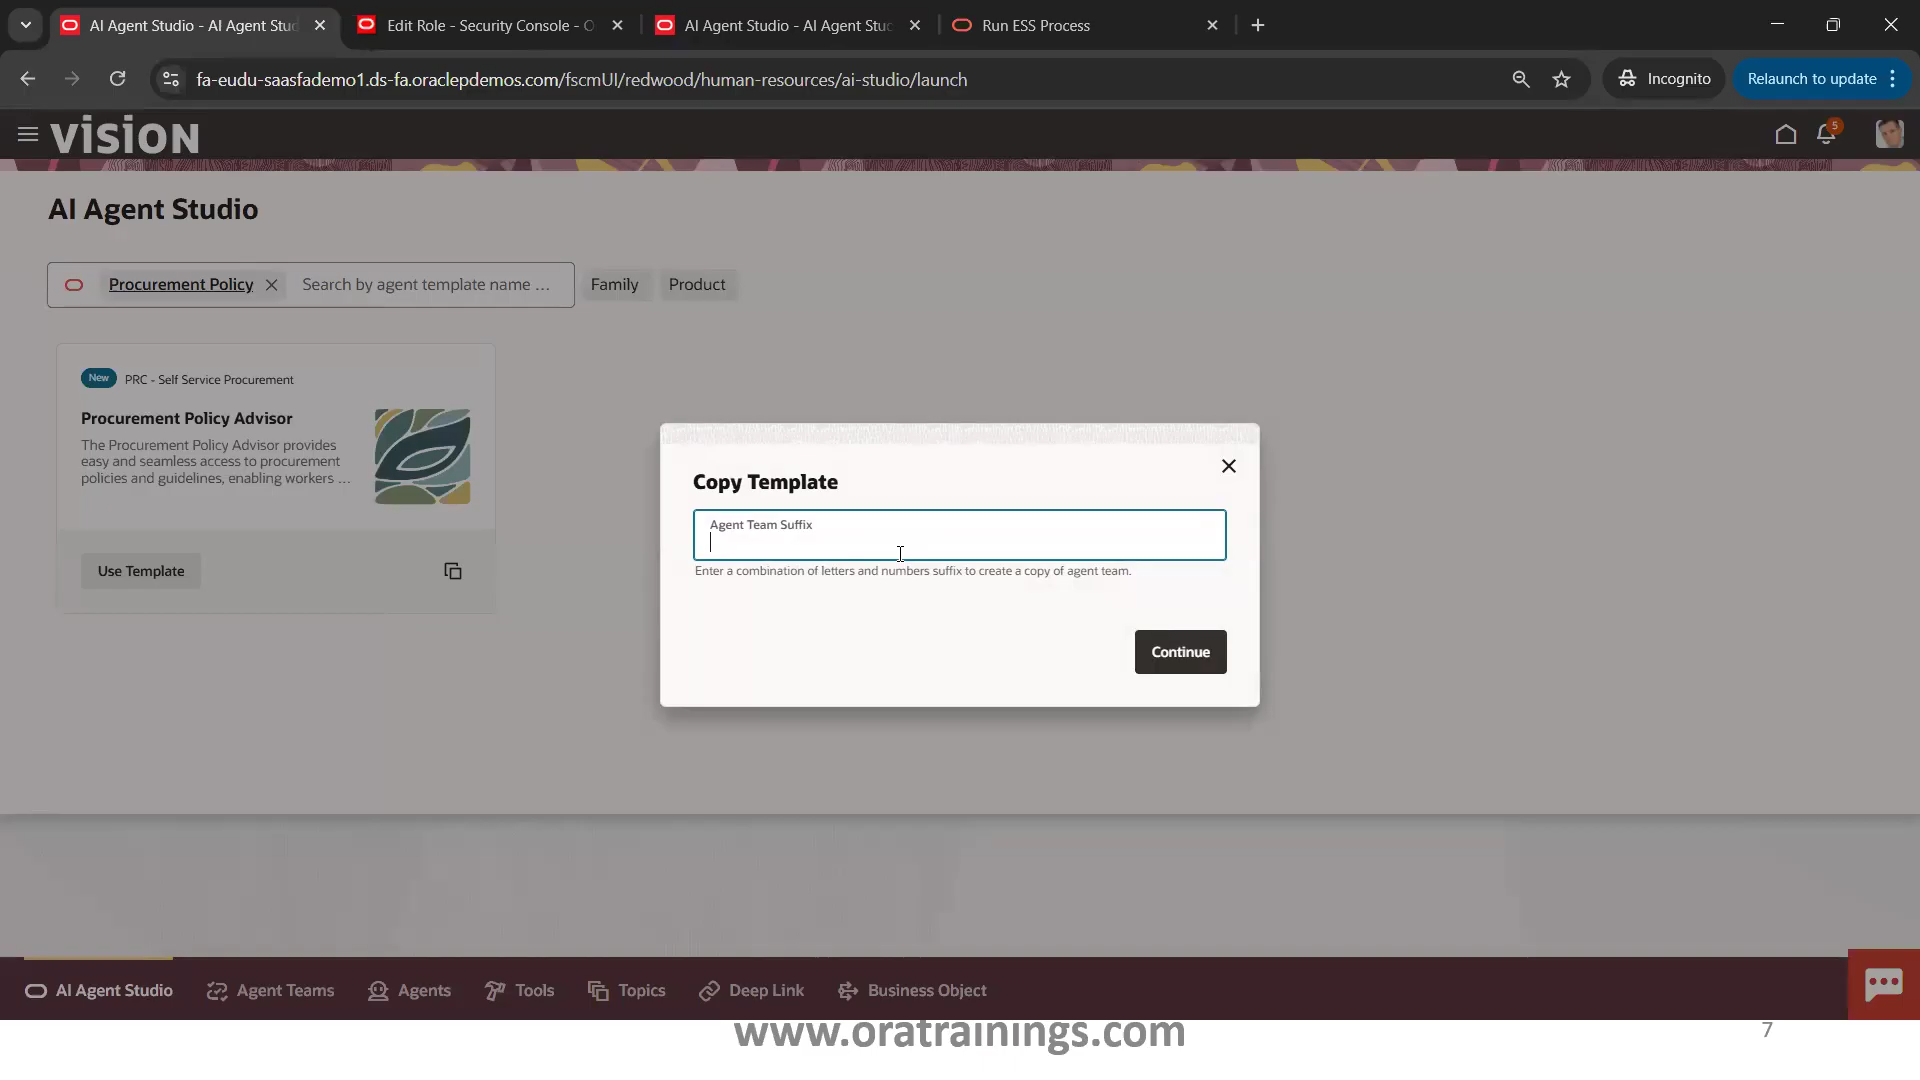 AI Agent Studio - AI Agent Stu
Edit Role - Security Console - O
AI Agent Studio - AI Agent Stu
Run ESS Process
fa-eudu-saasfademo1.ds-fa.oraclepdemos.com/fscmUI/redwood/human-resources/ai-studio/launch
Incognito
Relaunch to update
vision
5
AI Agent Studio
Procurement Policy
Search by agent template name ...
Family
Product
New
PRC - Self Service Procurement
Procurement Policy Advisor
The Procurement Policy Advisor provides
easy and seamless access to procurement
policies and guidelines, enabling workers ...
Use Template
Copy Template
Agent Team Suffix
Enter a combination of letters and numbers suffix to create a copy of agent team.
Continue
AI Agent Studio
Agent Teams
Agents
Tools
Topics
Deep Link
Business Object
www.oratrainings.com
7